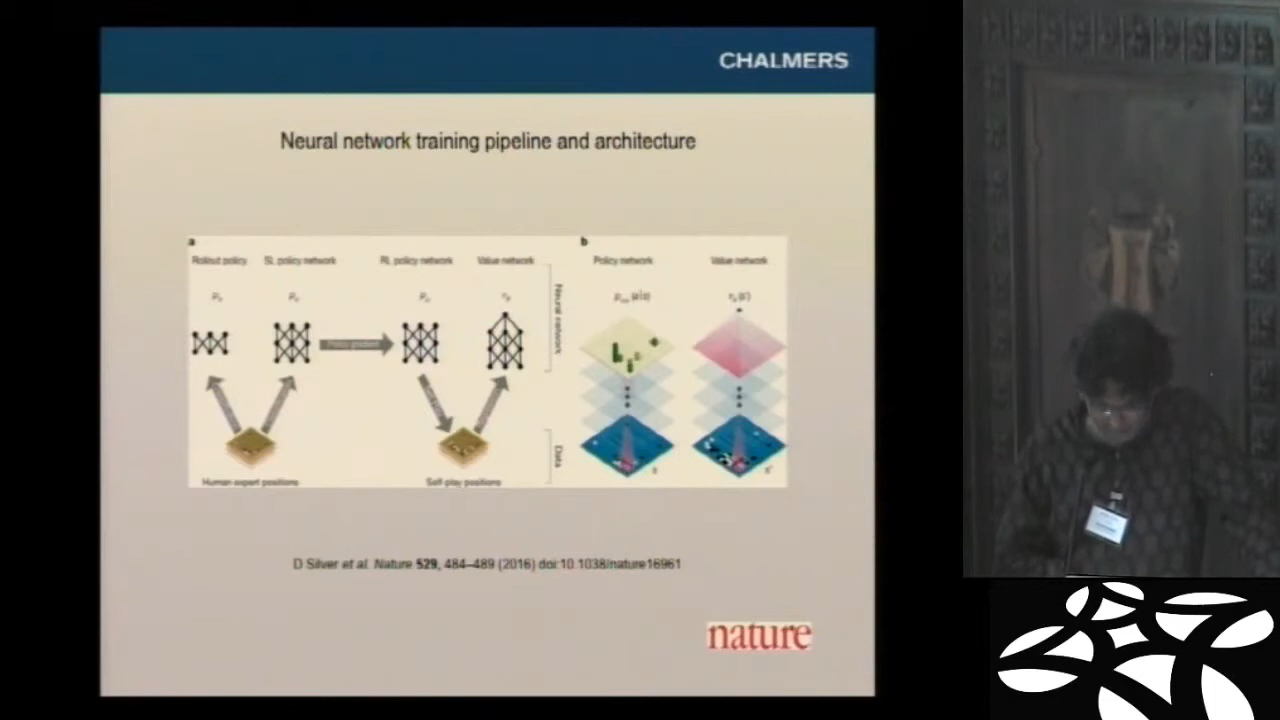 CHALMERS
Neural network training pipeline and architecture
a
Rollout policy
SL policy network
RL policy network
Value network
b
Policy network
Value network
Neural network
Policy gradient
Data
Human expert positions
Self-play positions
D Silver et al. Nature 529, 484–489 (2016) doi:10.1038/nature16961
nature